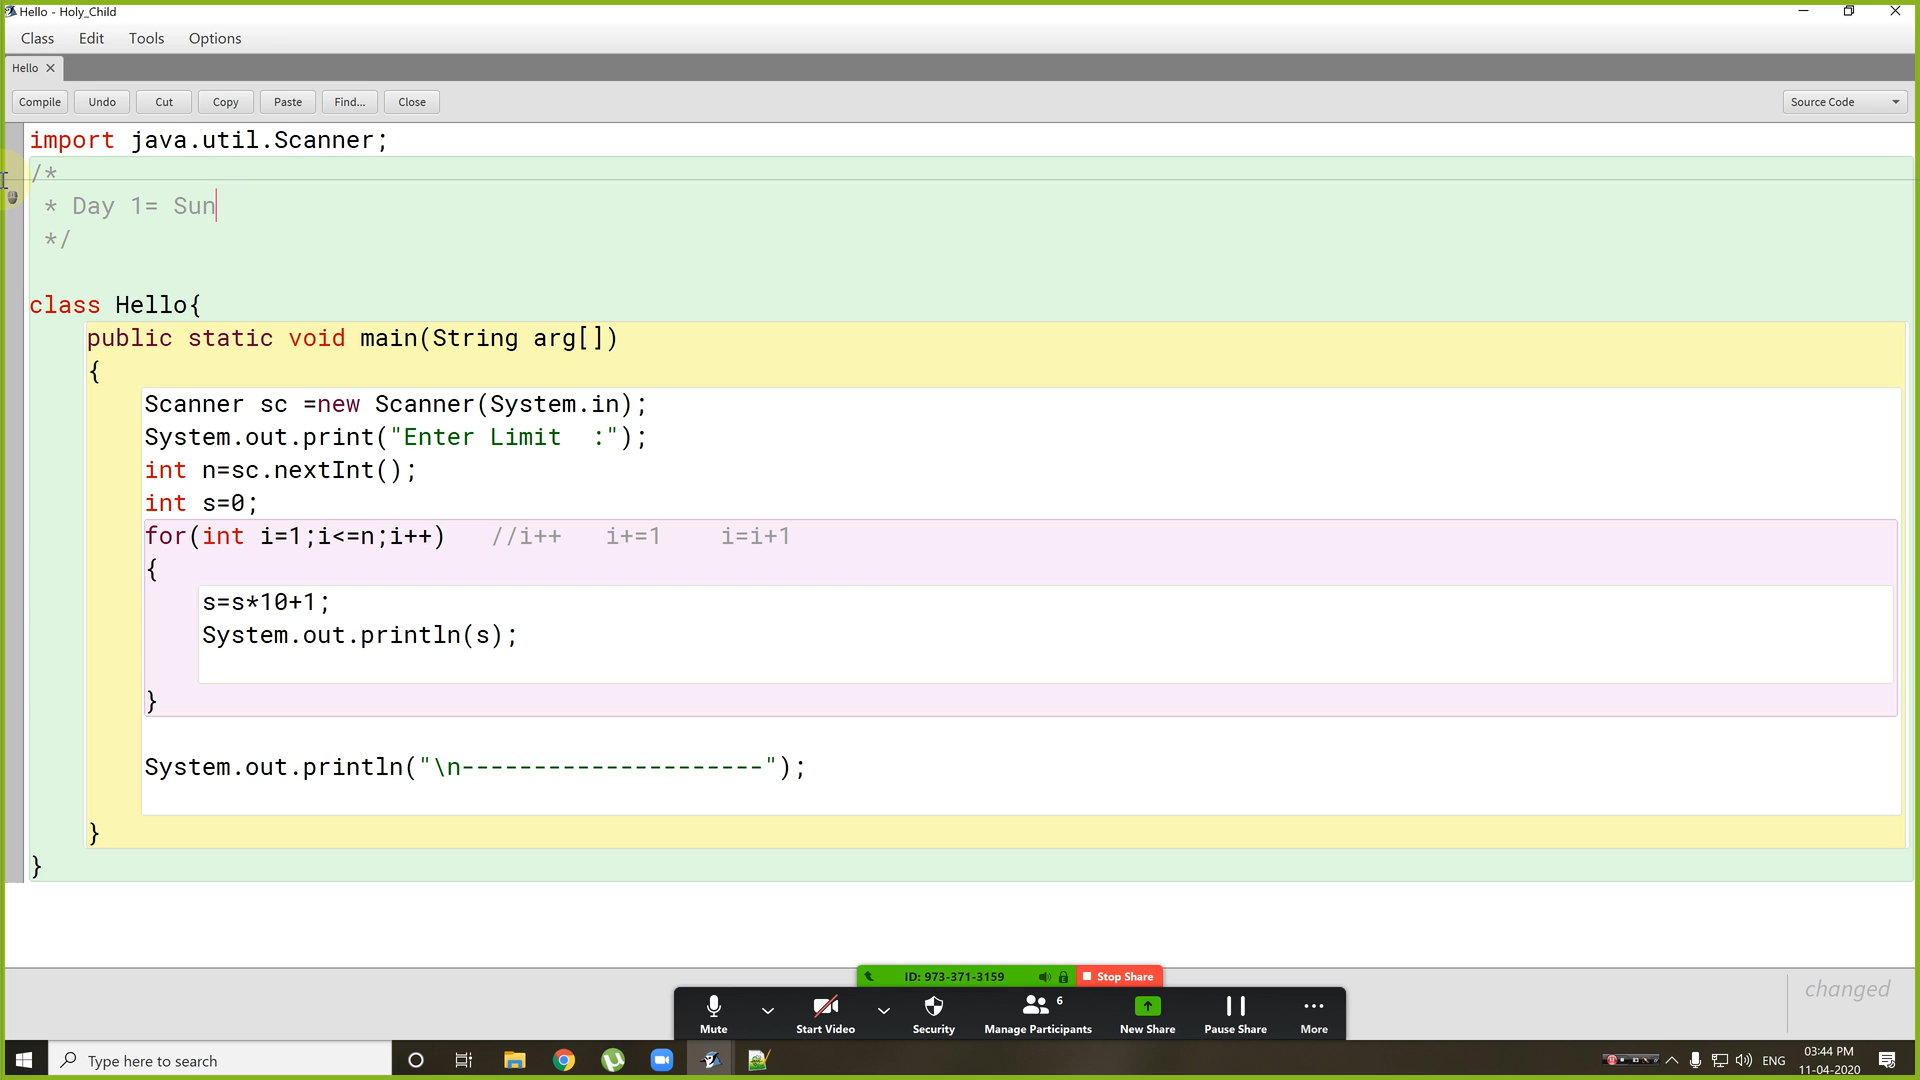 Hello - Holy_Child
Class Edit Tools Options
Hello ×
Compile Undo Cut Copy Paste Find... Close Source Code
import java.util.Scanner;
/*
* Day 1= Sun
*/
class Hello{
public static void main(String arg[])
{
Scanner sc =new Scanner(System.in);
System.out.print("Enter Limit  :");
int n=sc.nextInt();
int s=0;
for(int i=1;i<=n;i++)   //i++   i+=1    i=i+1
{
s=s*10+1;
System.out.println(s);
}
System.out.println("\n---------------------");
}
}
ID: 973-371-3159 Stop Share
changed
6
Mute Start Video Security Manage Participants New Share Pause Share More
Type here to search
ENG
03:44 PM
11-04-2020